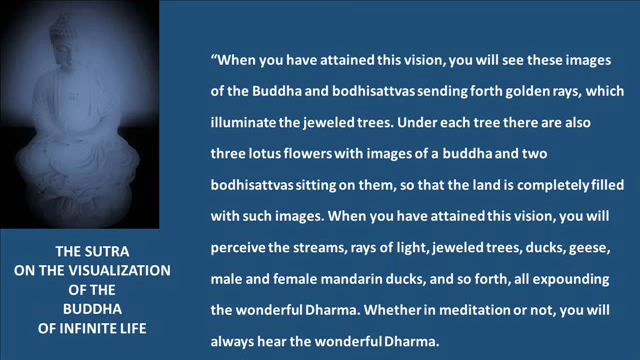 “When you have attained this vision, you will see these images
of the Buddha and bodhisattvas sending forth golden rays, which
illuminate the jeweled trees. Under each tree there are also
three lotus flowers with images of a buddha and two
bodhisattvas sitting on them, so that the land is completely filled
with such images. When you have attained this vision, you will
perceive the streams, rays of light, jeweled trees, ducks, geese,
male and female mandarin ducks, and so forth, all expounding
the wonderful Dharma. Whether in meditation or not, you will
always hear the wonderful Dharma.
THE SUTRA
ON THE VISUALIZATION
OF THE
BUDDHA
OF INFINITE LIFE